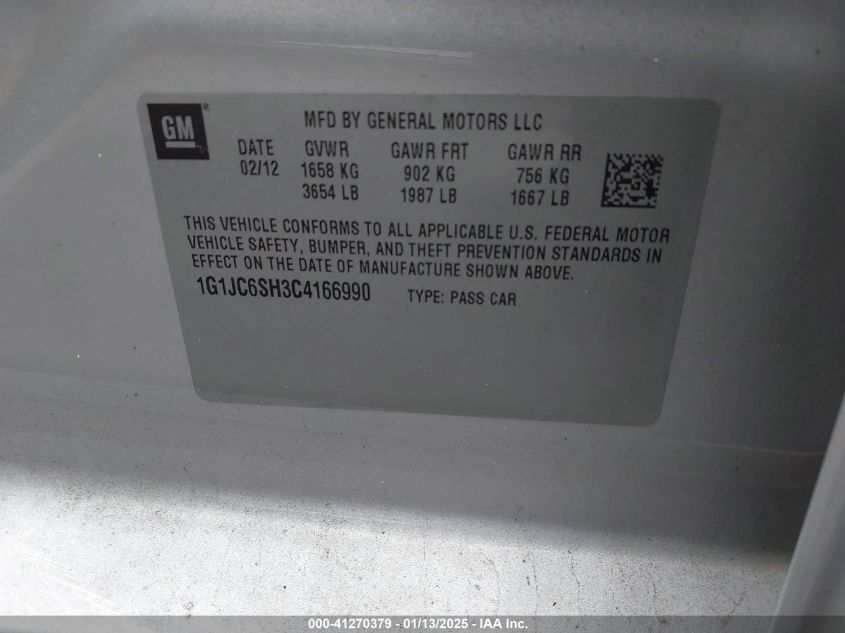 GM®
MFD BY GENERAL MOTORS LLC
DATE GVWR GAWR FRT GAWR RR
02/12 1658 KG 902 KG 756 KG
3654 LB 1987 LB 1667 LB
THIS VEHICLE CONFORMS TO ALL APPLICABLE U.S. FEDERAL MOTOR
VEHICLE SAFETY, BUMPER, AND THEFT PREVENTION STANDARDS IN
EFFECT ON THE DATE OF MANUFACTURE SHOWN ABOVE.
1G1JC6SH3C4166990 TYPE: PASS CAR
000-41270379 — 01/13/2025 — IAA Inc.